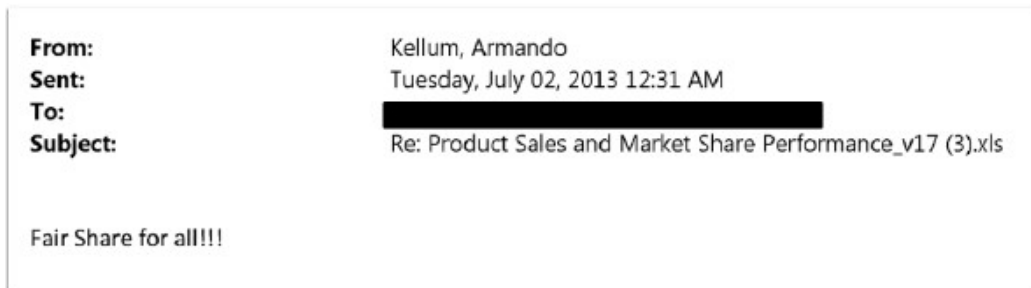 From: Kellum, Armando
Sent: Tuesday, July 02, 2013 12:31 AM
To:
Subject: Re: Product Sales and Market Share Performance_v17 (3).xls
Fair Share for all!!!